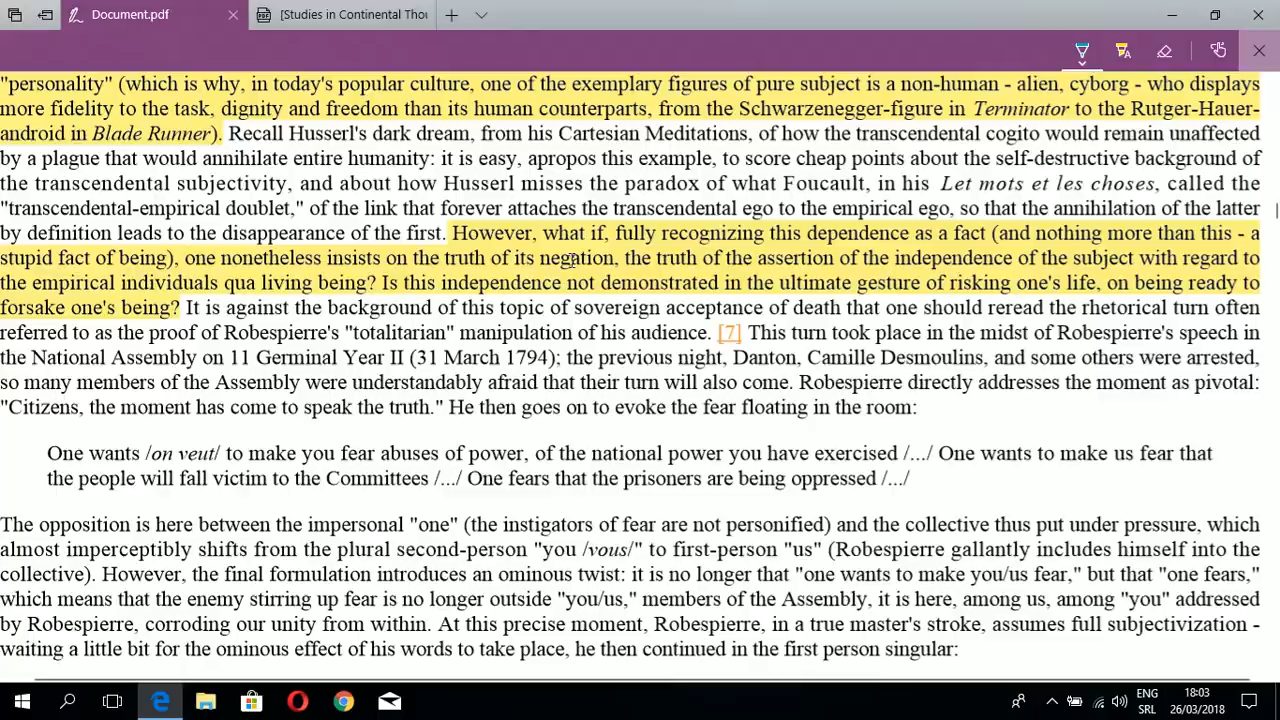 Document.pdf
[Studies in Continental Thou
"personality" (which is why, in today's popular culture, one of the exemplary figures of pure subject is a non-human - alien, cyborg - who displays
more fidelity to the task, dignity and freedom than its human counterparts, from the Schwarzenegger-figure in Terminator to the Rutger-Hauer-
android in Blade Runner). Recall Husserl's dark dream, from his Cartesian Meditations, of how the transcendental cogito would remain unaffected
by a plague that would annihilate entire humanity: it is easy, apropos this example, to score cheap points about the self-destructive background of
the transcendental subjectivity, and about how Husserl misses the paradox of what Foucault, in his Let mots et les choses, called the
"transcendental-empirical doublet," of the link that forever attaches the transcendental ego to the empirical ego, so that the annihilation of the latter
by definition leads to the disappearance of the first. However, what if, fully recognizing this dependence as a fact (and nothing more than this - a
stupid fact of being), one nonetheless insists on the truth of its negation, the truth of the assertion of the independence of the subject with regard to
the empirical individuals qua living being? Is this independence not demonstrated in the ultimate gesture of risking one's life, on being ready to
forsake one's being? It is against the background of this topic of sovereign acceptance of death that one should reread the rhetorical turn often
referred to as the proof of Robespierre's "totalitarian" manipulation of his audience. [7] This turn took place in the midst of Robespierre's speech in
the National Assembly on 11 Germinal Year II (31 March 1794); the previous night, Danton, Camille Desmoulins, and some others were arrested,
so many members of the Assembly were understandably afraid that their turn will also come. Robespierre directly addresses the moment as pivotal:
"Citizens, the moment has come to speak the truth." He then goes on to evoke the fear floating in the room:
One wants /on veut/ to make you fear abuses of power, of the national power you have exercised /.../ One wants to make us fear that
the people will fall victim to the Committees /.../ One fears that the prisoners are being oppressed /.../
The opposition is here between the impersonal "one" (the instigators of fear are not personified) and the collective thus put under pressure, which
almost imperceptibly shifts from the plural second-person "you /vous/" to first-person "us" (Robespierre gallantly includes himself into the
collective). However, the final formulation introduces an ominous twist: it is no longer that "one wants to make you/us fear," but that "one fears,"
which means that the enemy stirring up fear is no longer outside "you/us," members of the Assembly, it is here, among us, among "you" addressed
by Robespierre, corroding our unity from within. At this precise moment, Robespierre, in a true master's stroke, assumes full subjectivization -
waiting a little bit for the ominous effect of his words to take place, he then continued in the first person singular:
ENG
SRL
18:03
26/03/2018